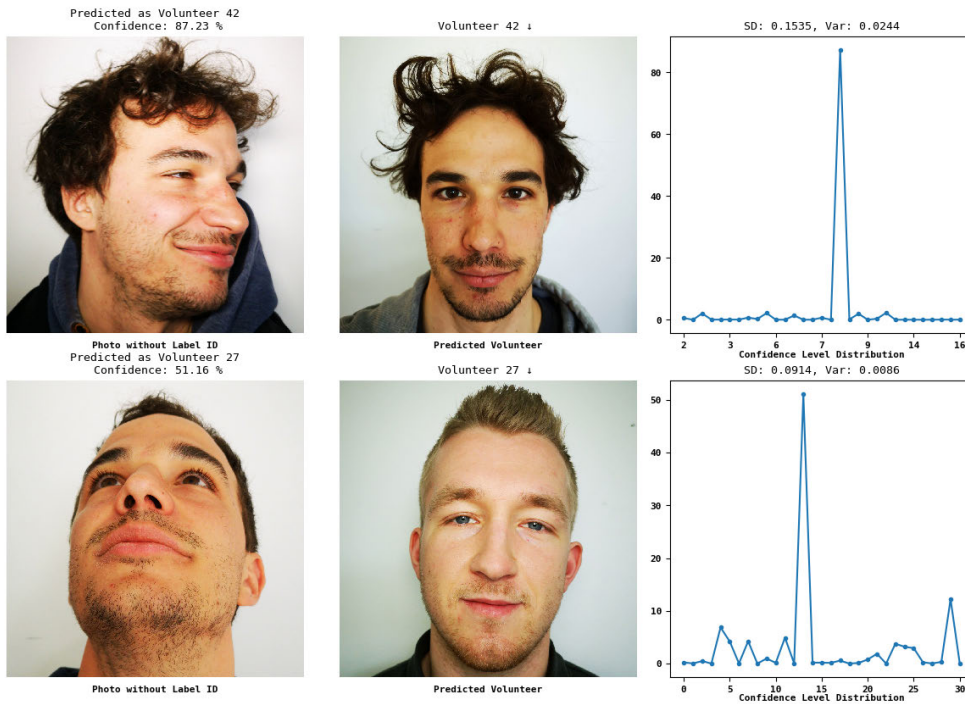 Predicted as Volunteer 42
Confidence: 87.23 %
Volunteer 42 ↓
SD: 0.1535, Var: 0.0244
80
60
40
20
0
2 3 6 7 9 14 16
Photo without Label ID
Predicted Volunteer
Confidence Level Distribution
Predicted as Volunteer 27
Confidence: 51.16 %
Volunteer 27 ↓
SD: 0.0914, Var: 0.0086
50
40
30
20
10
0
0 5 10 15 20 25 30
Photo without Label ID
Predicted Volunteer
Confidence Level Distribution